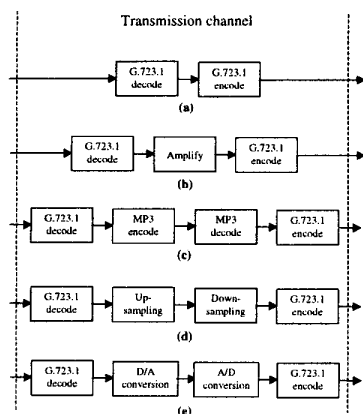 Transmission channel
G.723.1 decode
G.723.1 encode
(a)
G.723.1 decode
Amplify
G.723.1 encode
(b)
G.723.1 decode
MP3 encode
MP3 decode
G.723.1 encode
(c)
G.723.1 decode
Up-sampling
Down-sampling
G.723.1 encode
(d)
G.723.1 decode
D/A conversion
A/D conversion
G.723.1 encode
(e)